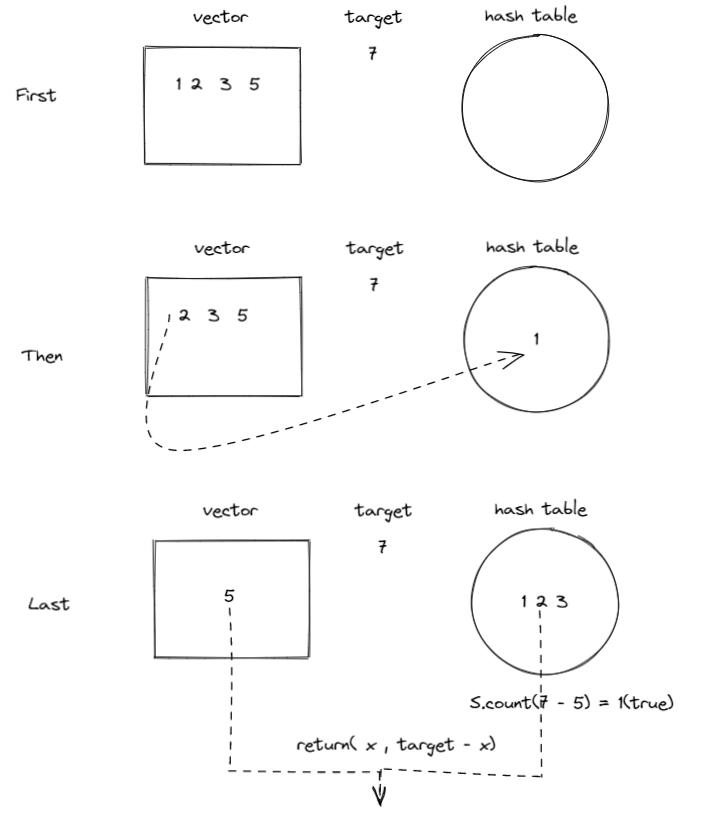 vector target hash table
7
1 2 3 5
First
vector target hash table
7
2 3 5
1
Then
vector target hash table
7
5
1 2 3
Last
S.count(7 - 5) = 1(true)
return( x , target - x)